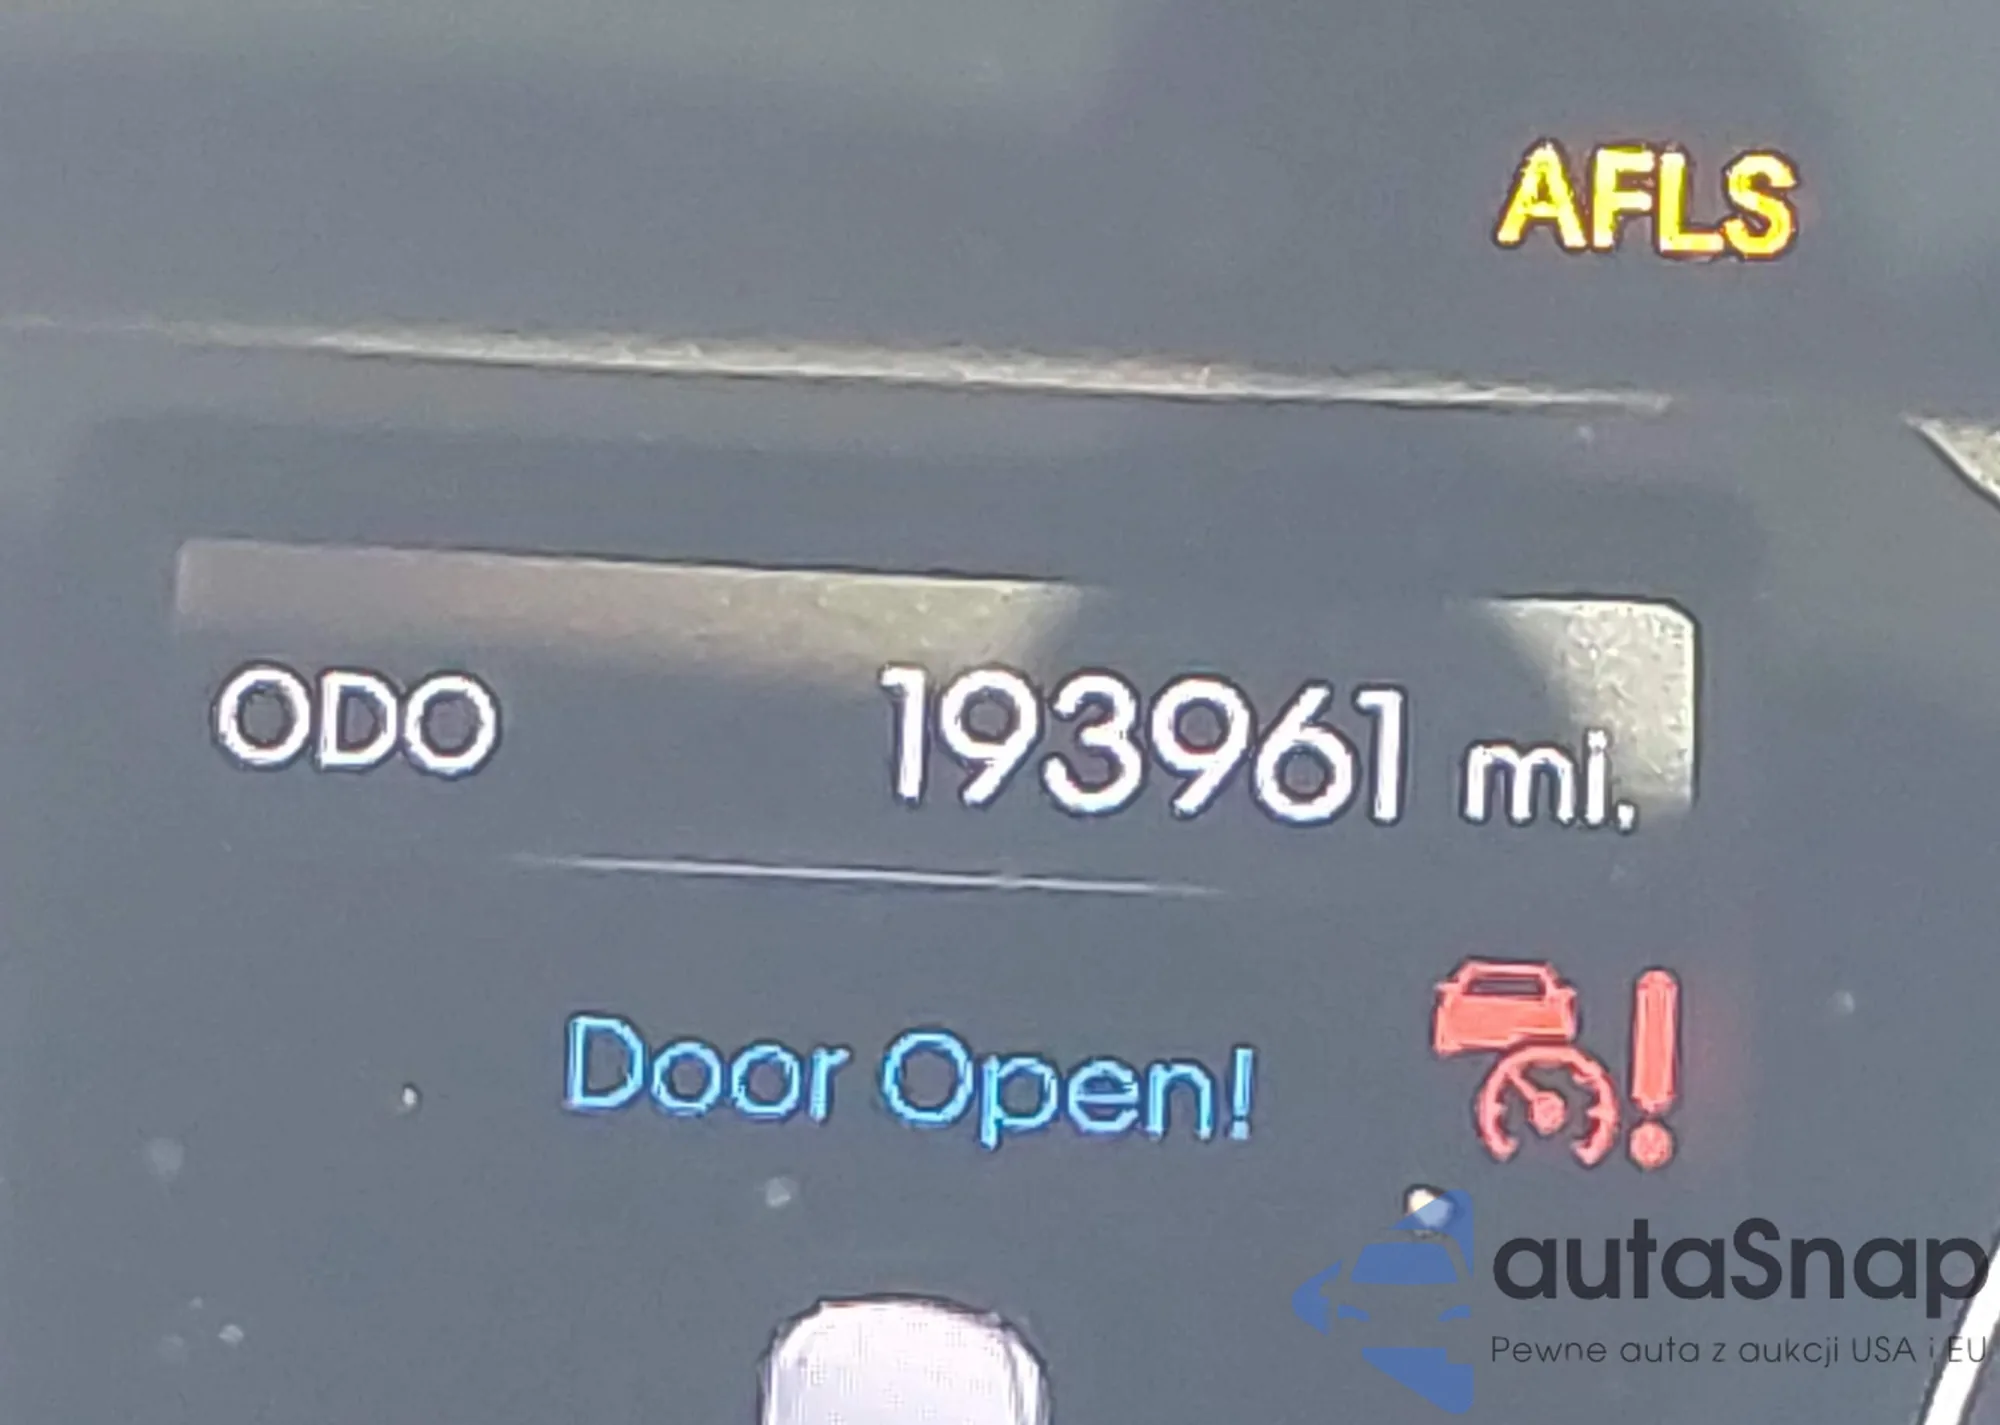 AFLS
ODO 193961 mi.
Door Open!
autaSnap
Pewne auta z aukcji USA i EU